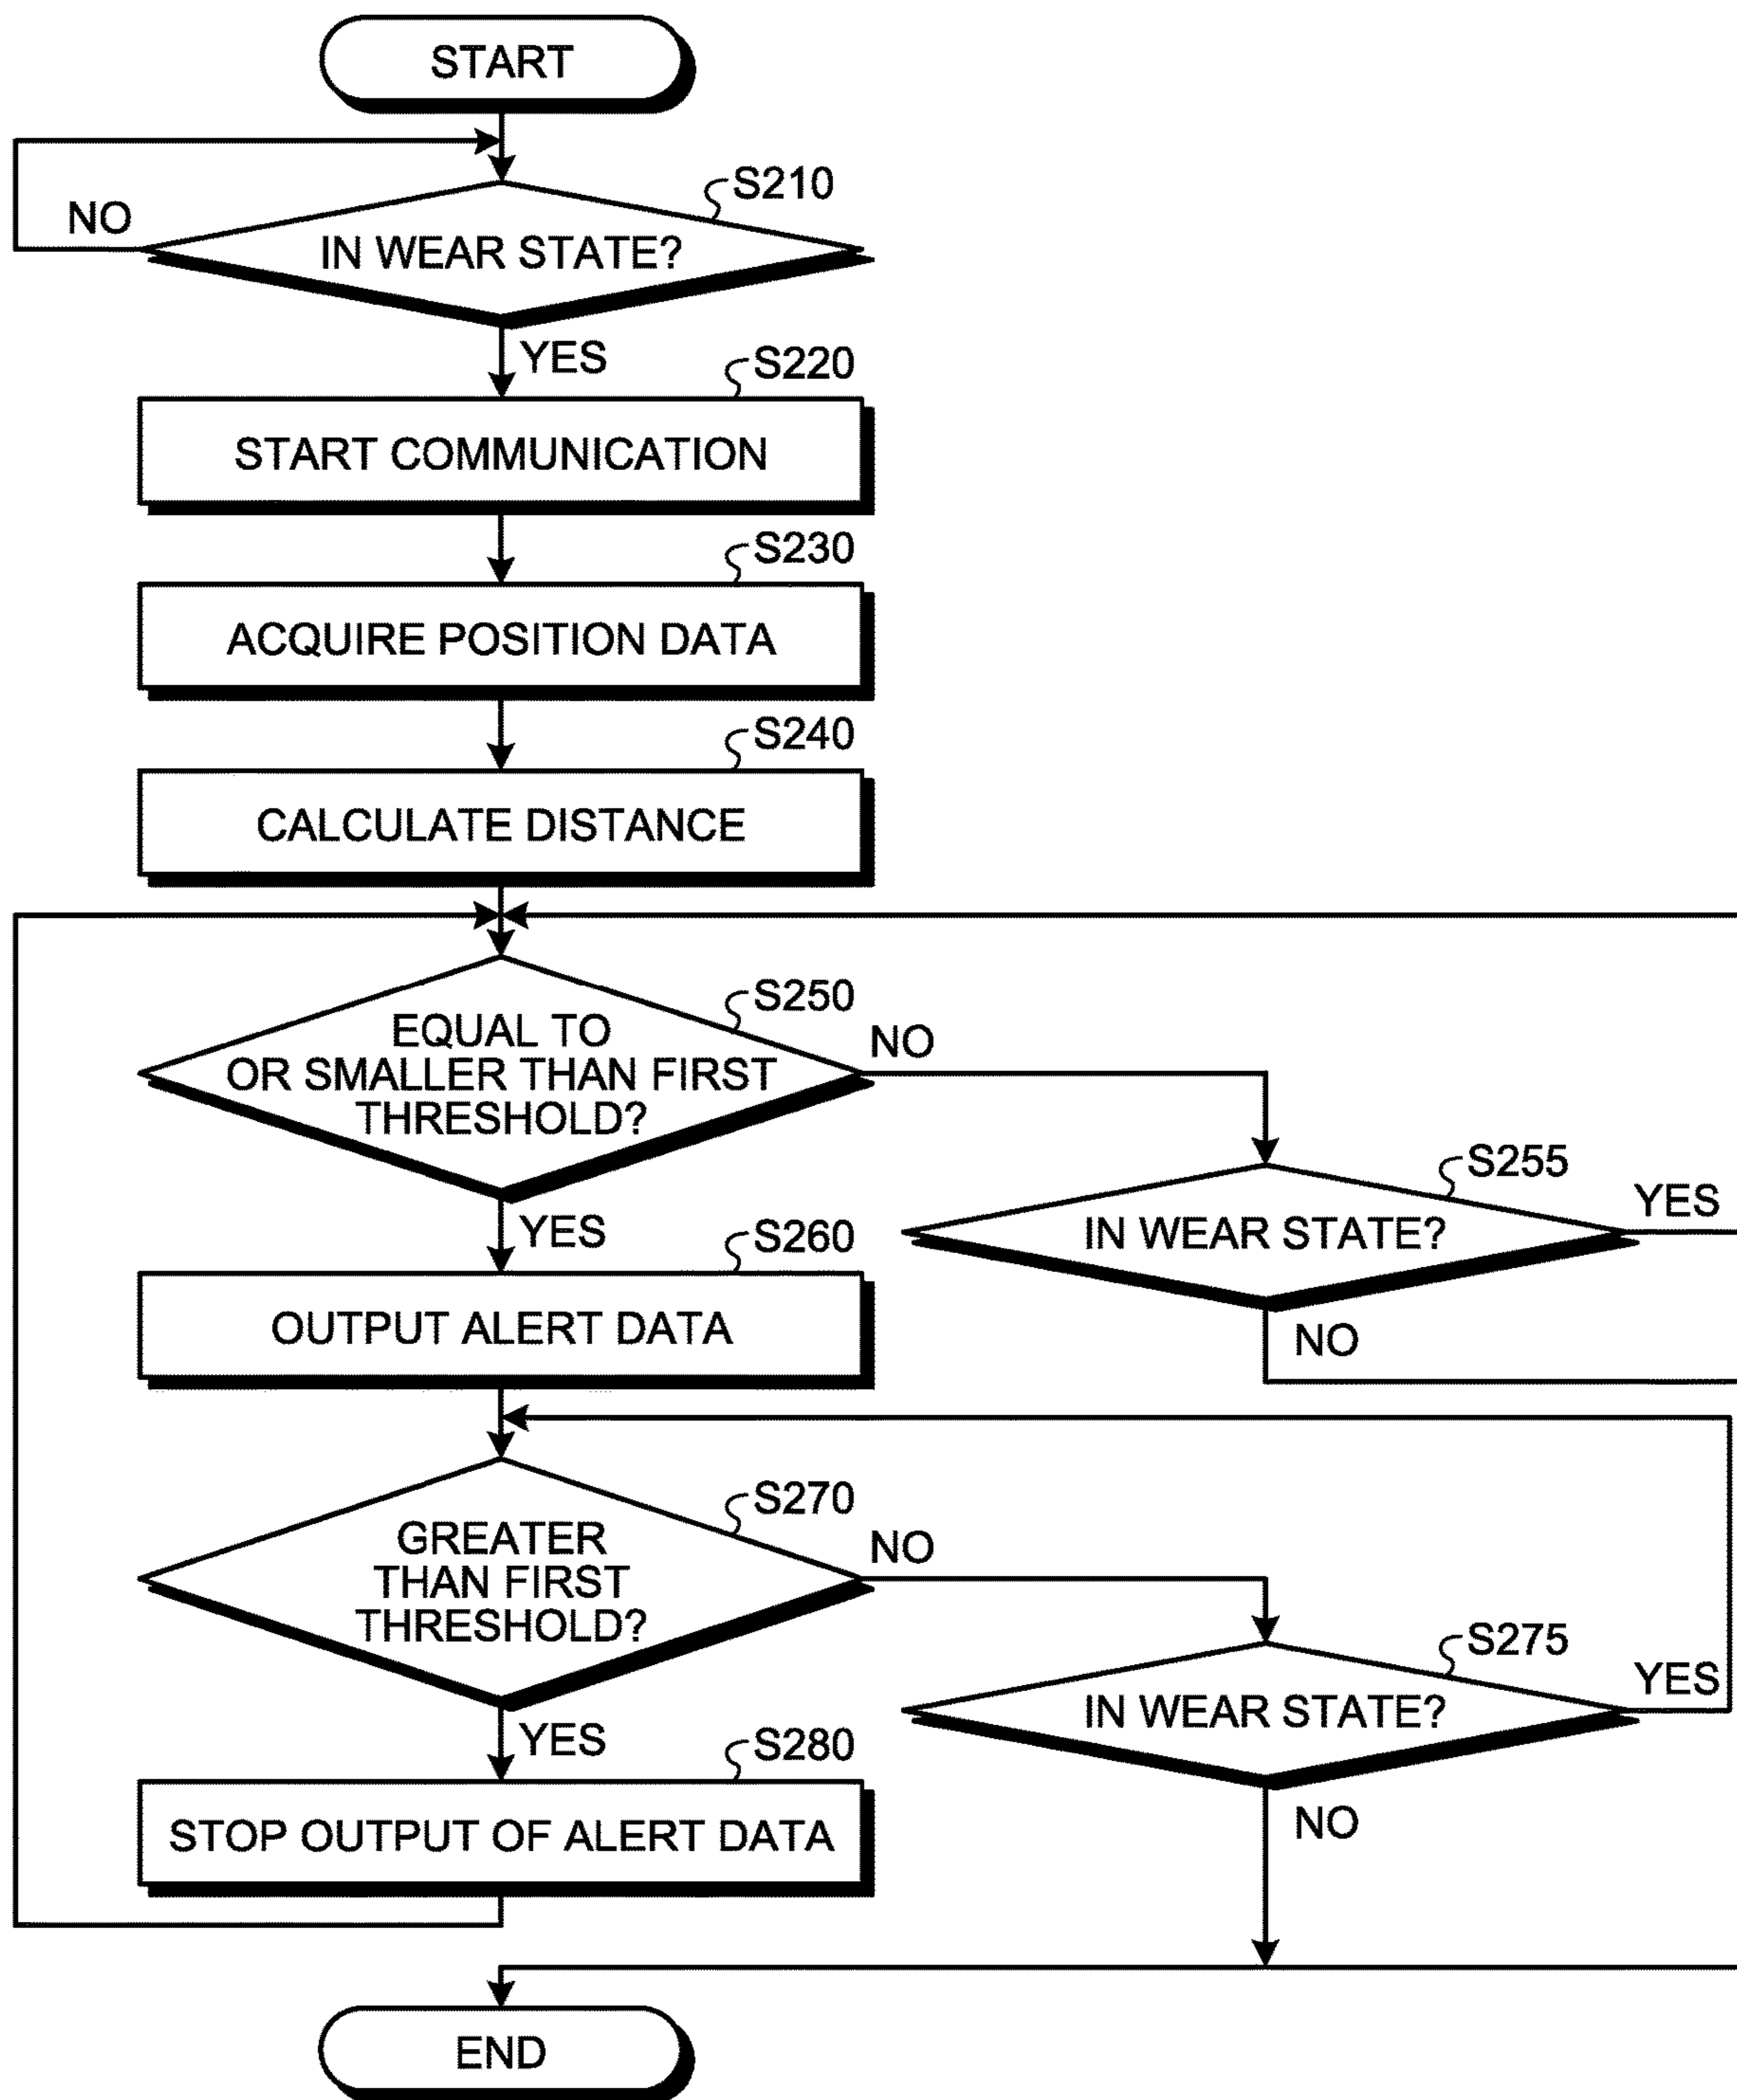 START
S210
NO
IN WEAR STATE?
YES
S220
START COMMUNICATION
S230
ACQUIRE POSITION DATA
S240
CALCULATE DISTANCE
S250
EQUAL TO
OR SMALLER THAN FIRST
THRESHOLD?
NO
S255
IN WEAR STATE?
YES
NO
YES
S260
OUTPUT ALERT DATA
S270
GREATER
THAN FIRST
THRESHOLD?
NO
S275
IN WEAR STATE?
YES
NO
YES
S280
STOP OUTPUT OF ALERT DATA
END